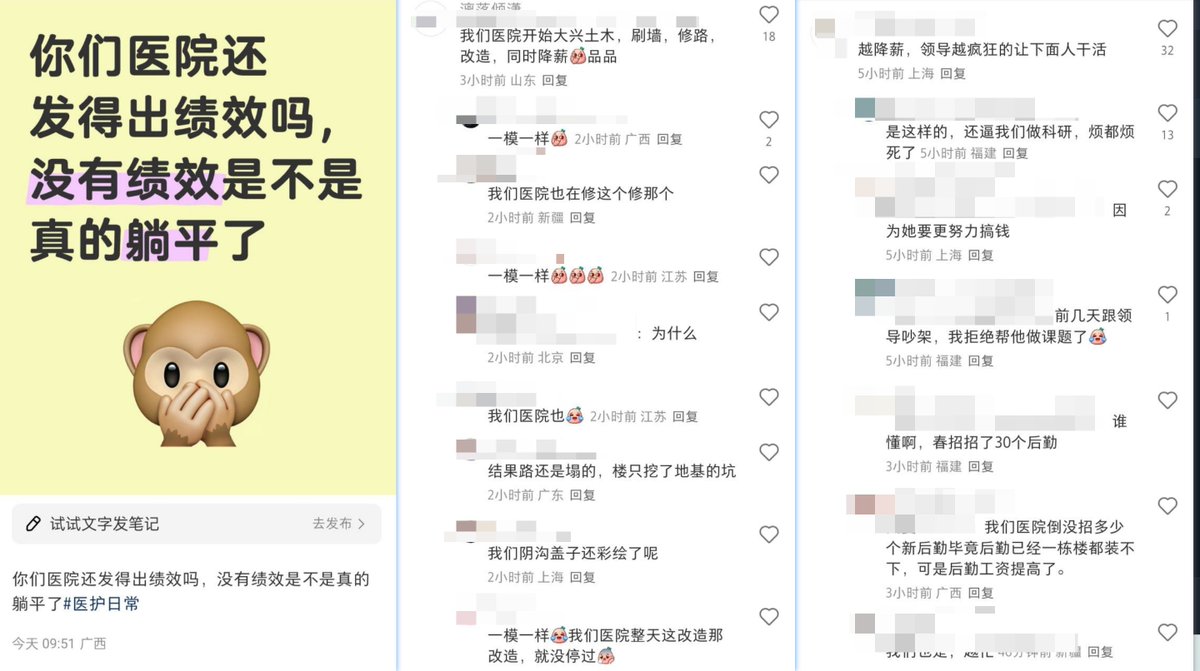 你们医院还
发得出绩效吗，
没有绩效是不是
真的躺平了
试试文字发笔记
去发布
你们医院还发得出绩效吗，没有绩效是不是真的
躺平了#医护日常
今天 09:51 广西
18
我们医院开始大兴土木，刷墙，修路，
改造，同时降薪品品
3小时前 山东 回复
一模一样 2小时前 广西 回复
2
我们医院也在修这个修那个
2小时前 新疆 回复
一模一样 2小时前 江苏 回复
：为什么
2小时前 北京 回复
我们医院也 2小时前 江苏 回复
结果路还是塌的，楼只挖了地基的坑
2小时前 广东 回复
我们阴沟盖子还彩绘了呢
2小时前 上海 回复
一模一样我们医院整天这改造那
改造，就没停过
越降薪，领导越疯狂的让下面人干活
32
5小时前 上海 回复
是这样的，还逼我们做科研，烦都烦
13
死了 5小时前 福建 回复
因
2
为她要更努力搞钱
5小时前 上海 回复
前几天跟领
1
导吵架，我拒绝帮他做课题了
5小时前 福建 回复
谁
懂啊，春招招了30个后勤
3小时前 福建 回复
我们医院倒没招多少
个新后勤毕竟后勤已经一栋楼都装不
下，可是后勤工资提高了。
3小时前 广西 回复
我们也是，越忙 46分钟前 新疆 回复